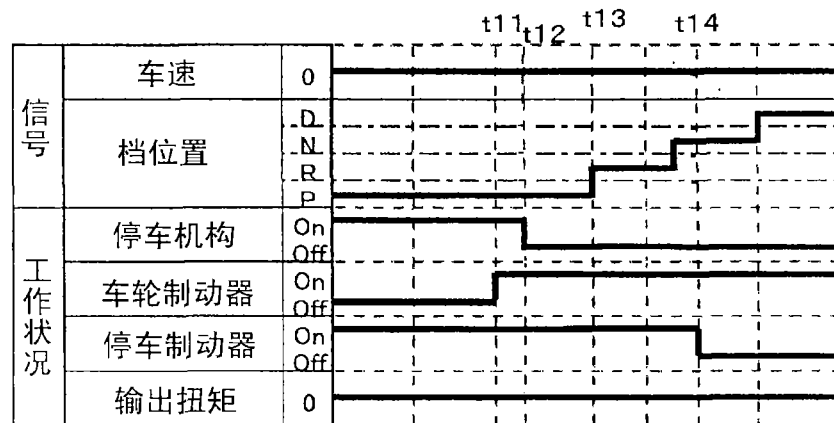 t11 t12 t13 t14
信号
车速 0
档位置 D N R P
工作状况
停车机构 On Off
车轮制动器 On Off
停车制动器 On Off
输出扭矩 0